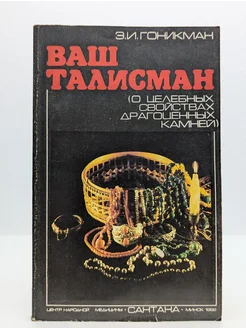 Э.И. ГОНИКМАН
ВАШ
ТАЛИСМАН
(О ЦЕЛЕБНЫХ
СВОЙСТВАХ
ДРАГОЦЕННЫХ
КАМНЕЙ)
ЦЕНТР НАРОДНОЙ МЕДИЦИНЫ • САНТАНА • МИНСК